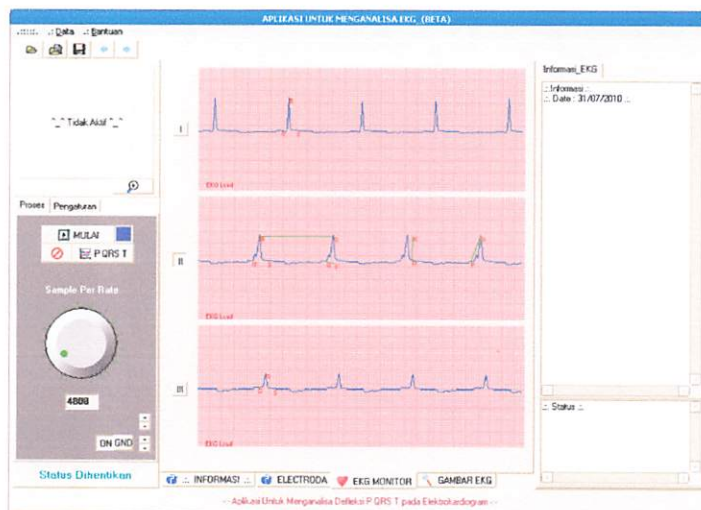 APLIKASI UNTUK MENGANALISA EKG_(BETA)
.::::::. .: Data .: Bantuan
^_^ Tidak Aktif ^_^
Proses Pengaturan
MULAI
P QRS T
Sample Per Rate
4800
ON GND
Status Dihentikan
I
EKG Lead
II
EKG Lead
III
EKG Lead
.:. INFORMASI .:. ELECTRODA EKG MONITOR GAMBAR EKG
Informasi_EKG
.:Informasi:.
.:. Date : 31/07/2010 .:.
.:. Status .:.
-- Aplikasi Untuk Menganalisa Defleksi P QRS T pada Elektrokardiogram --